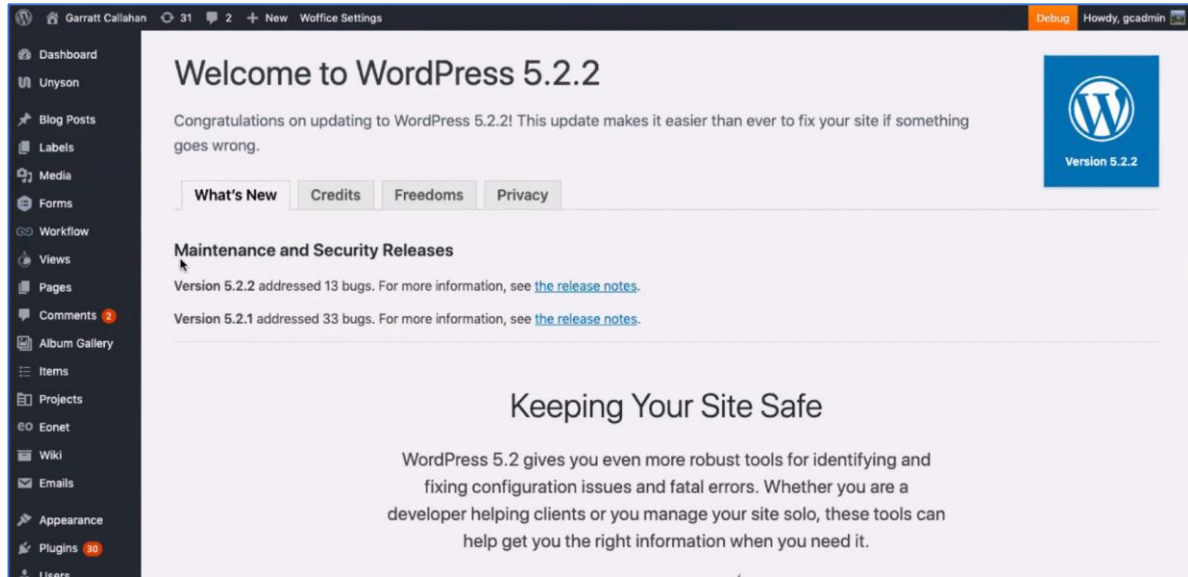 Garratt Callahan 31 2 + New Woffice Settings Debug Howdy, gcadmin
Dashboard
Unyson
Blog Posts
Labels
Media
Forms
Workflow
Views
Pages
Comments 2
Album Gallery
Items
Projects
eo Eonet
Wiki
Emails
Appearance
Plugins 30
Users
Welcome to WordPress 5.2.2
Congratulations on updating to WordPress 5.2.2! This update makes it easier than ever to fix your site if something
goes wrong.
Version 5.2.2
What's New Credits Freedoms Privacy
Maintenance and Security Releases
Version 5.2.2 addressed 13 bugs. For more information, see the release notes.
Version 5.2.1 addressed 33 bugs. For more information, see the release notes.
Keeping Your Site Safe
WordPress 5.2 gives you even more robust tools for identifying and
fixing configuration issues and fatal errors. Whether you are a
developer helping clients or you manage your site solo, these tools can
help get you the right information when you need it.